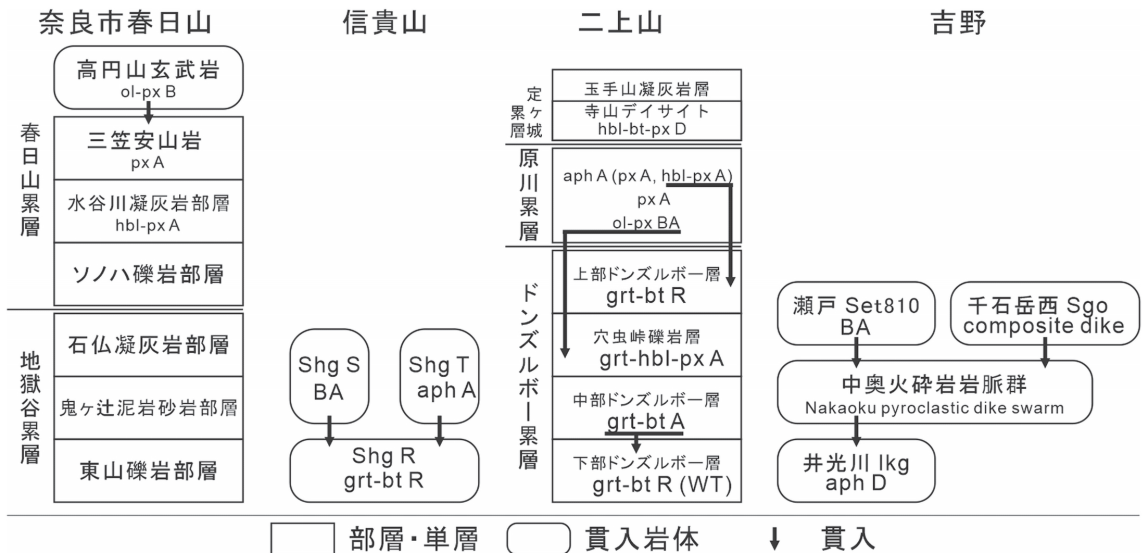 奈良市春日山
信貴山
二上山
吉野
高円山玄武岩
ol-px B
春日山累層
三笠安山岩
px A
水谷川凝灰岩部層
hbl-px A
ソノハ礫岩部層
地獄谷累層
石仏凝灰岩部層
鬼ヶ辻泥岩砂岩部層
東山礫岩部層
Shg S
BA
Shg T
aph A
Shg R
grt-bt R
定ヶ城累層
玉手山凝灰岩層
寺山デイサイト
hbl-bt-px D
原川累層
aph A (px A, hbl-px A)
px A
ol-px BA
ドンズルボー累層
上部ドンズルボー層
grt-bt R
穴虫峠礫岩層
grt-hbl-px A
中部ドンズルボー層
grt-bt A
下部ドンズルボー層
grt-bt R (WT)
瀬戸 Set810
BA
千石岳西 Sgo
composite dike
中奥火砕岩岩脈群
Nakaoku pyroclastic dike swarm
井光川 Ikg
aph D
部層・単層
貫入岩体
貫入